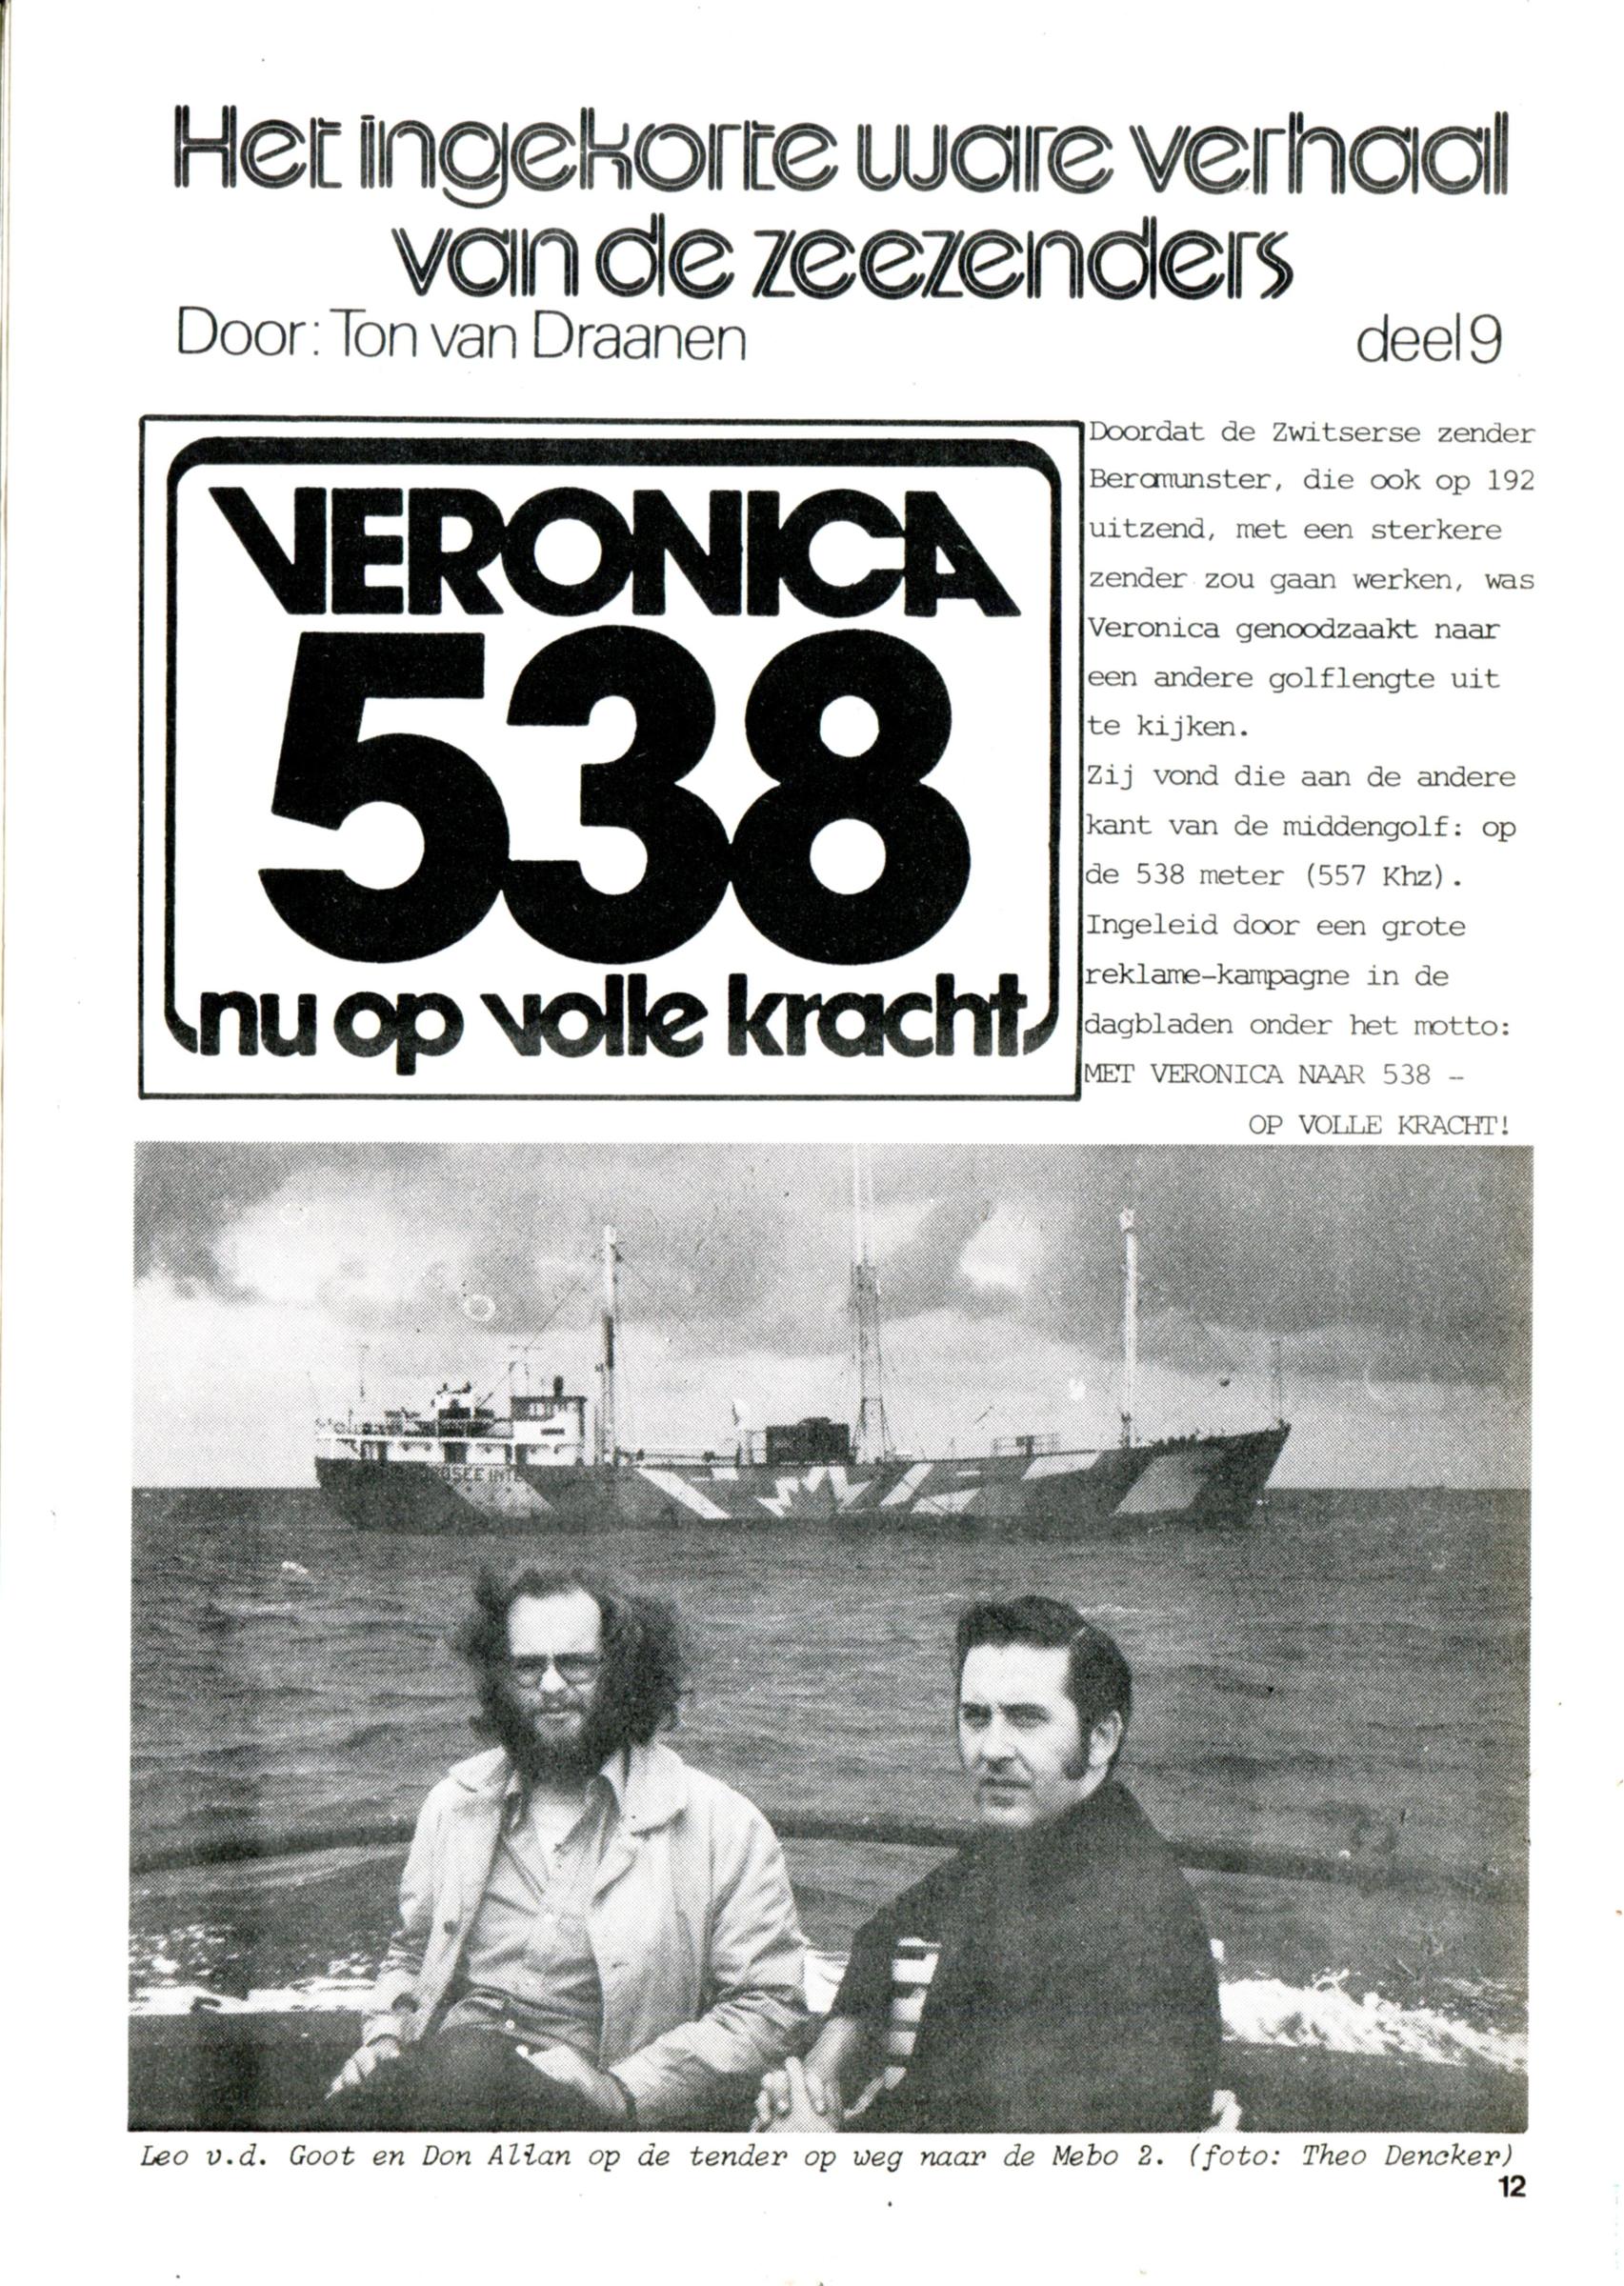 Het ingekorte ware verhaal
van de zeezenders
Door: Ton van Draanen
deel 9
VERONICA
538
nu op volle kracht
Doordat de Zwitserse zender
Beromunster, die ook op 192
uitzend, met een sterkere
zender zou gaan werken, was
Veronica genoodzaakt naar
een andere golflengte uit
te kijken.
Zij vond die aan de andere
kant van de middengolf: op
de 538 meter (557 Khz).
Ingeleid door een grote
reklame-kampagne in de
dagbladen onder het motto:
MET VERONICA NAAR 538 -
OP VOLLE KRACHT!
Leo v.d. Goot en Don Allan op de tender op weg naar de Mebo 2. (foto: Theo Dencker)
12